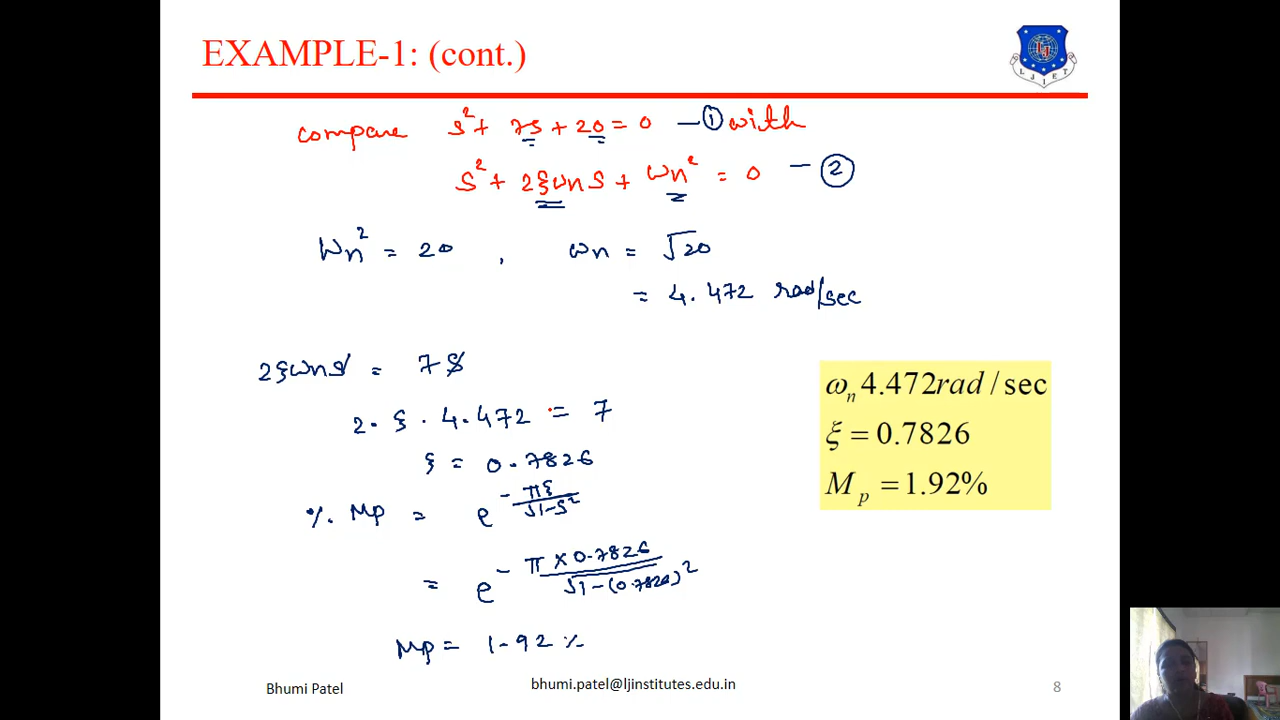 EXAMPLE-1: (cont.)
LJIET
compare s² + 7s + 20 = 0 — ① with
s² + 2ξωns + ωn² = 0 — ②
ωn² = 20 , ωn = √20
= 4.472 rad/sec
2ξωns = 7s
2 . ξ . 4.472 = 7
ξ = 0.7826
% Mp = e^(-πξ/√1-ξ²)
= e^(-π×0.7826/√1-(0.7826)²)
Mp = 1.92 %
ωn 4.472rad / sec
ξ = 0.7826
Mp = 1.92%
Bhumi Patel
bhumi.patel@ljinstitutes.edu.in
8